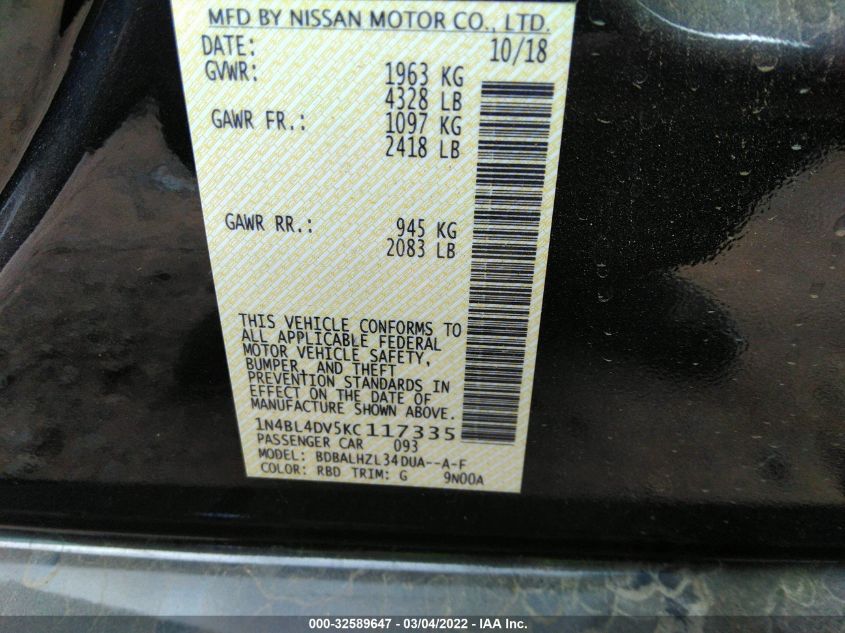 MFD BY NISSAN MOTOR CO., LTD.
DATE: 10/18
GVWR: 1963 KG
4328 LB
GAWR FR.: 1097 KG
2418 LB
GAWR RR.: 945 KG
2083 LB
THIS VEHICLE CONFORMS TO
ALL APPLICABLE FEDERAL
MOTOR VEHICLE SAFETY,
BUMPER, AND THEFT
PREVENTION STANDARDS IN
EFFECT ON THE DATE OF
MANUFACTURE SHOWN ABOVE.
1N4BL4DV5KC117335
PASSENGER CAR 093
MODEL: BDBALHZL34DUA--A-F
COLOR: RBD TRIM: G 9N00A
000-32589647 - 03/04/2022 - IAA Inc.